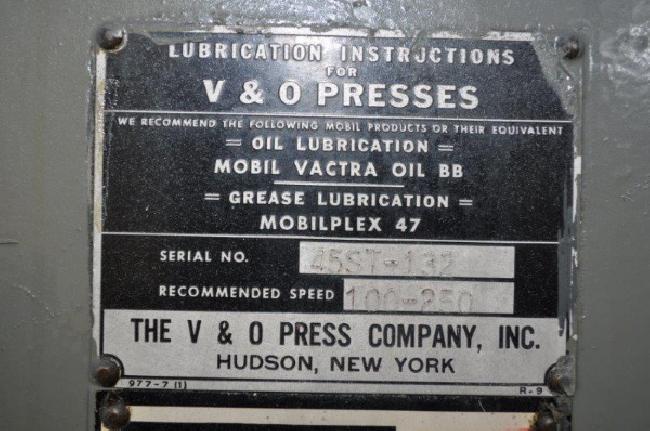 LUBRICATION INSTRUCTIONS
FOR
V & O PRESSES
WE RECOMMEND THE FOLLOWING MOBIL PRODUCTS OR THEIR EQUIVALENT
= OIL LUBRICATION =
MOBIL VACTRA OIL BB
= GREASE LUBRICATION =
MOBILPLEX 47
SERIAL NO. 45ST-132
RECOMMENDED SPEED 100-250
THE V & O PRESS COMPANY, INC.
HUDSON, NEW YORK
977-7 (1) R-9